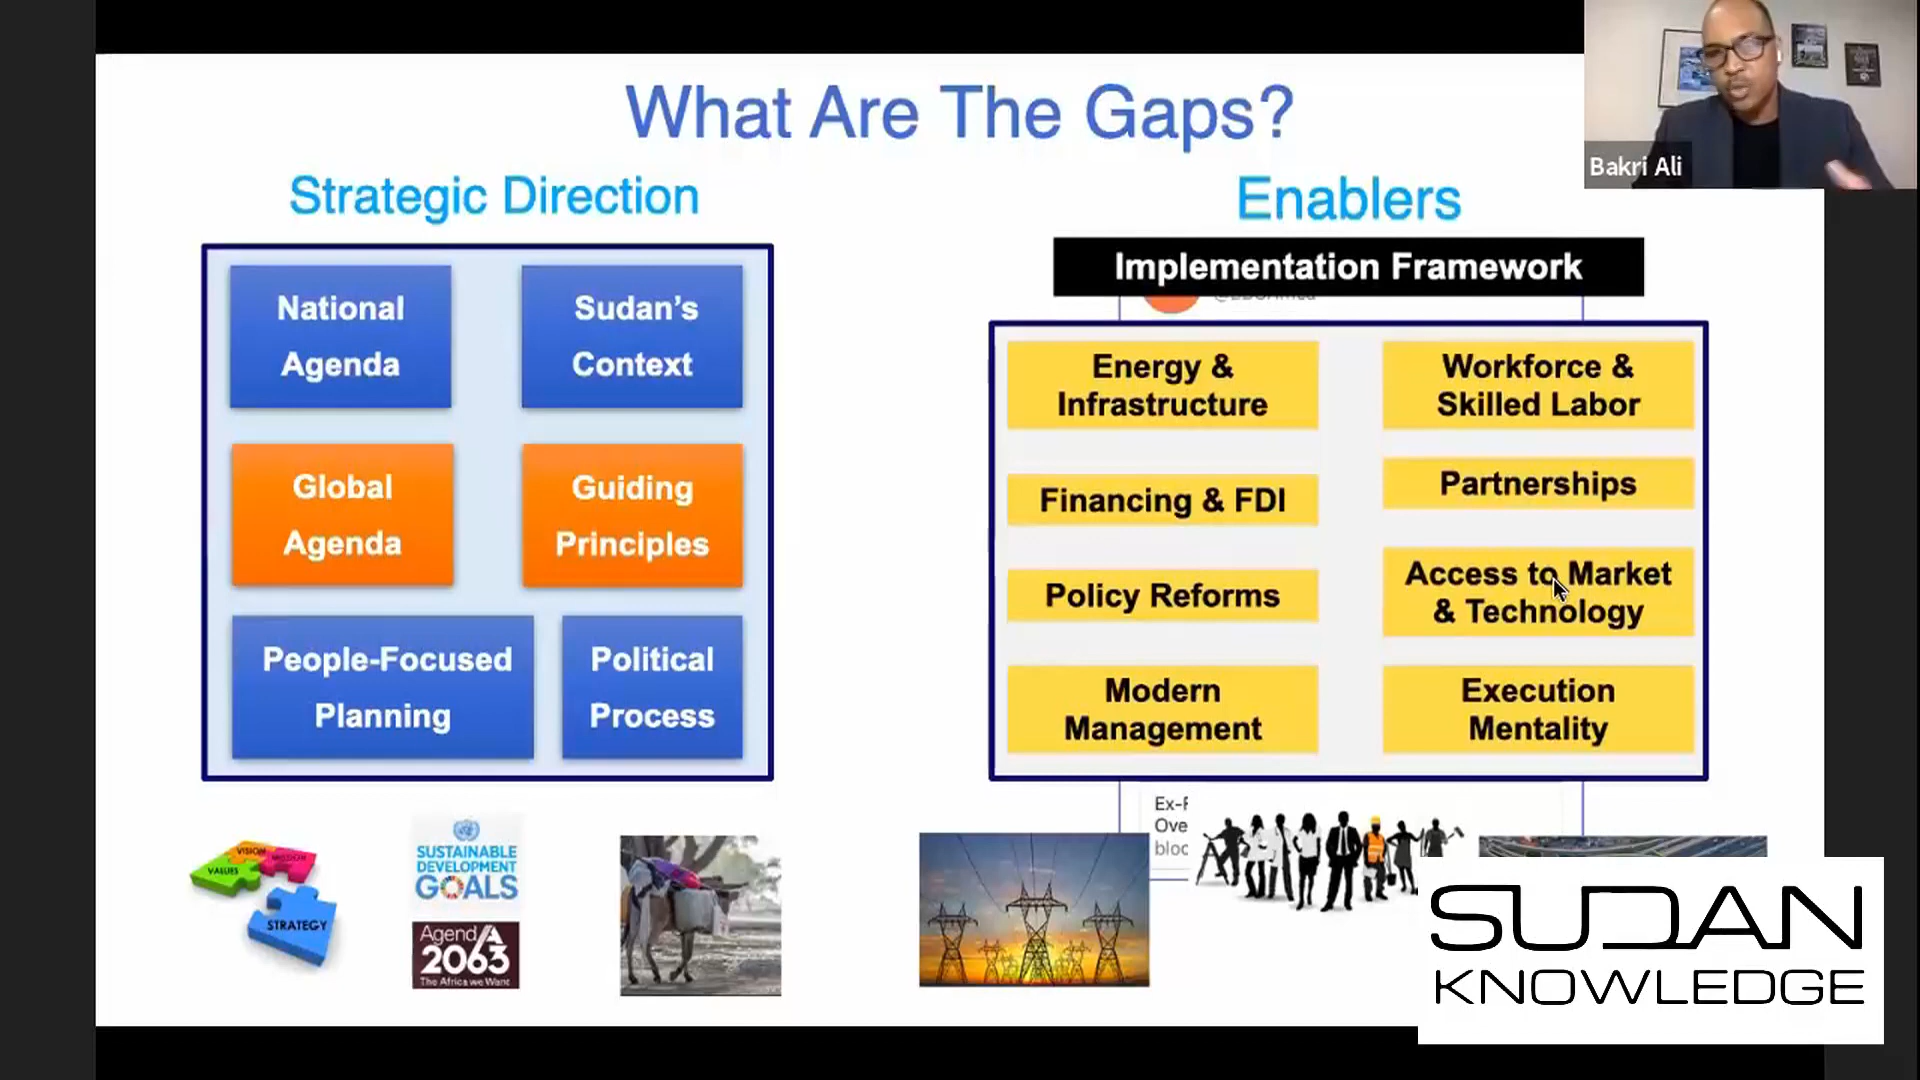 What Are The Gaps?
Bakri Ali
Strategic Direction
National
Agenda
Sudan's
Context
Global
Agenda
Guiding
Principles
People-Focused
Planning
Political
Process
Enablers
Implementation Framework
Energy &
Infrastructure
Workforce &
Skilled Labor
Financing & FDI
Partnerships
Policy Reforms
Access to Market
& Technology
Modern
Management
Execution
Mentality
VISION
MISSION
VALUES
STRATEGY
SUSTAINABLE
DEVELOPMENT
GOALS
AgendA
2063
The Africa we Want
Ove
bloc
SUDAN
KNOWLEDGE